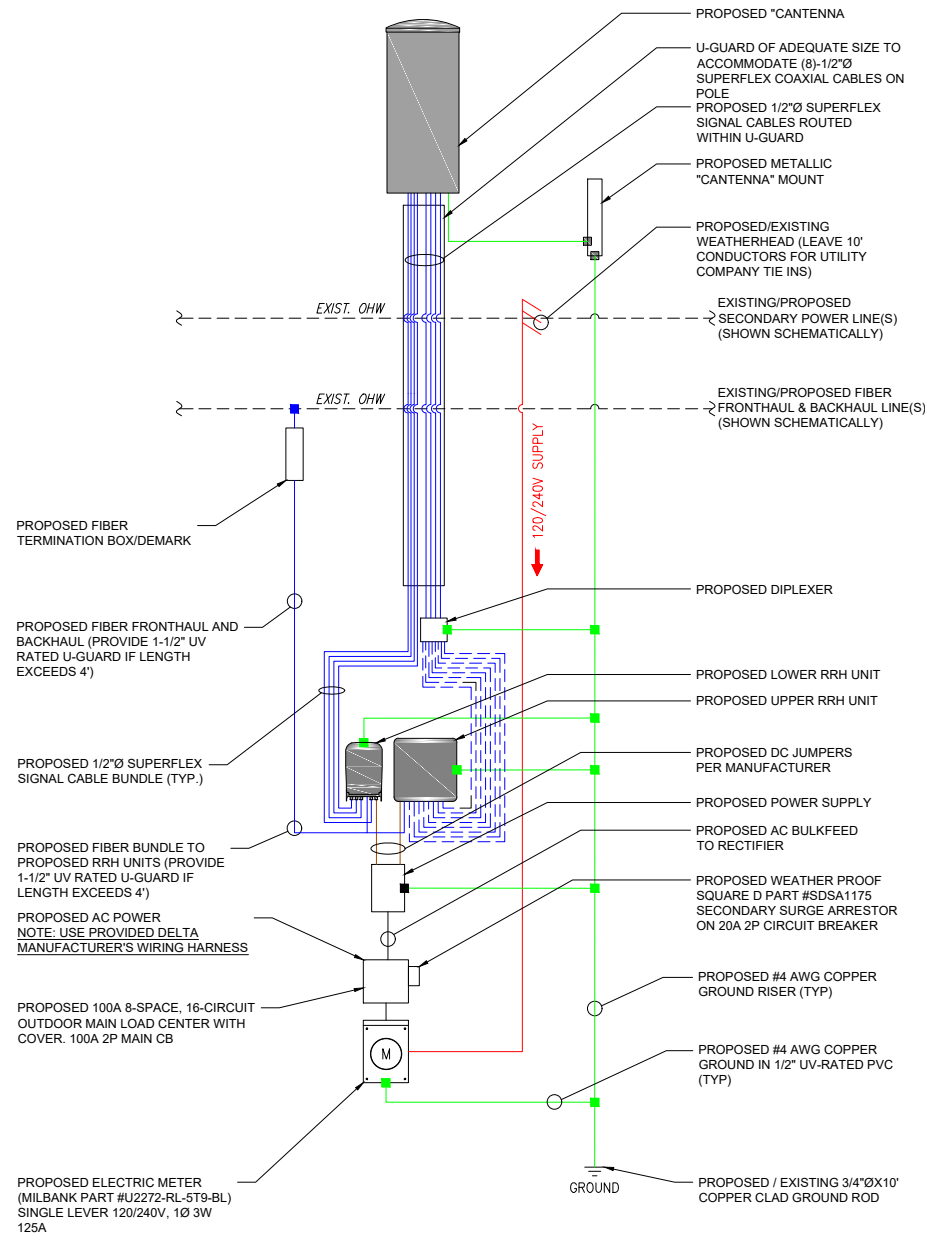 PROPOSED "CANTENNA
U-GUARD OF ADEQUATE SIZE TO
ACCOMMODATE (8)-1/2"Ø
SUPERFLEX COAXIAL CABLES ON
POLE
PROPOSED 1/2"Ø SUPERFLEX
SIGNAL CABLES ROUTED
WITHIN U-GUARD
PROPOSED METALLIC
"CANTENNA" MOUNT
PROPOSED/EXISTING
WEATHERHEAD (LEAVE 10'
CONDUCTORS FOR UTILITY
COMPANY TIE INS)
EXIST. OHW
EXISTING/PROPOSED
SECONDARY POWER LINE(S)
(SHOWN SCHEMATICALLY)
EXIST. OHW
EXISTING/PROPOSED FIBER
FRONTHAUL & BACKHAUL LINE(S)
(SHOWN SCHEMATICALLY)
120/240V SUPPLY
PROPOSED FIBER
TERMINATION BOX/DEMARK
PROPOSED DIPLEXER
PROPOSED FIBER FRONTHAUL AND
BACKHAUL (PROVIDE 1-1/2" UV
RATED U-GUARD IF LENGTH
EXCEEDS 4')
PROPOSED LOWER RRH UNIT
PROPOSED UPPER RRH UNIT
PROPOSED 1/2"Ø SUPERFLEX
SIGNAL CABLE BUNDLE (TYP.)
PROPOSED DC JUMPERS
PER MANUFACTURER
PROPOSED POWER SUPPLY
PROPOSED AC BULKFEED
TO RECTIFIER
PROPOSED FIBER BUNDLE TO
PROPOSED RRH UNITS (PROVIDE
1-1/2" UV RATED U-GUARD IF
LENGTH EXCEEDS 4')
PROPOSED WEATHER PROOF
SQUARE D PART #SDSA1175
SECONDARY SURGE ARRESTOR
ON 20A 2P CIRCUIT BREAKER
PROPOSED AC POWER
NOTE: USE PROVIDED DELTA
MANUFACTURER'S WIRING HARNESS
PROPOSED #4 AWG COPPER
GROUND RISER (TYP)
PROPOSED 100A 8-SPACE, 16-CIRCUIT
OUTDOOR MAIN LOAD CENTER WITH
COVER. 100A 2P MAIN CB
M
PROPOSED #4 AWG COPPER
GROUND IN 1/2" UV-RATED PVC
(TYP)
PROPOSED ELECTRIC METER
(MILBANK PART #U2272-RL-5T9-BL)
SINGLE LEVER 120/240V, 1Ø 3W
125A
GROUND
PROPOSED / EXISTING 3/4"ØX10'
COPPER CLAD GROUND ROD